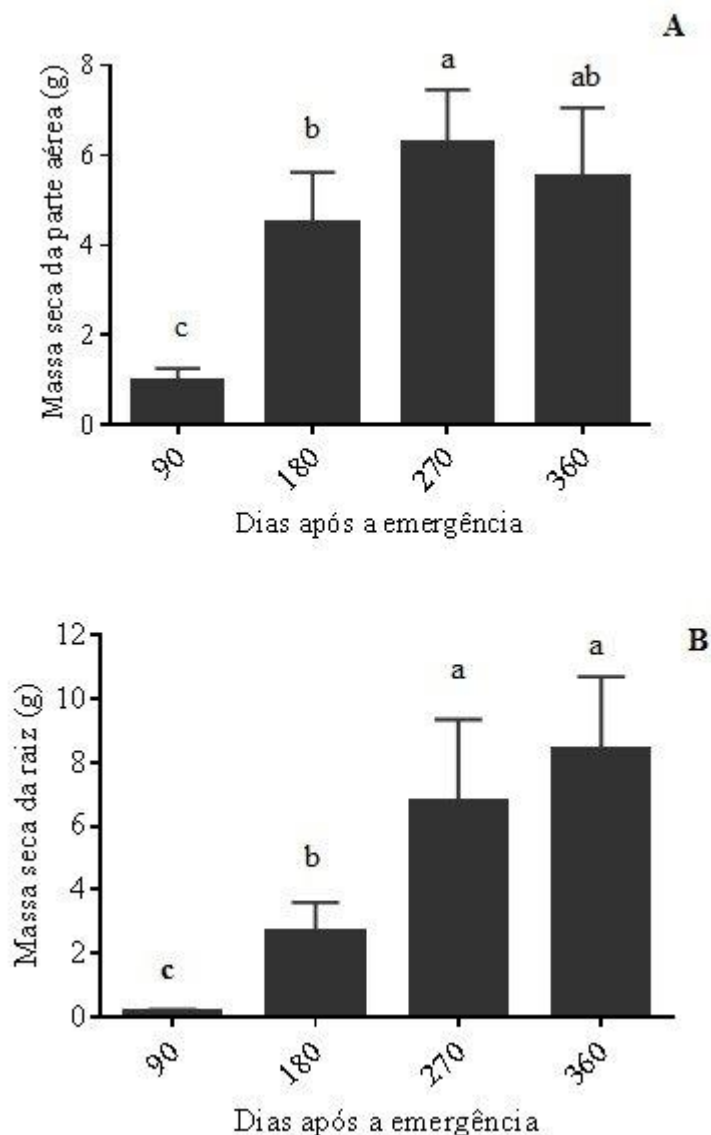 A
Massa seca da parte aérea (g)
8
6
4
2
0
c
b
a
ab
90
180
270
360
Dias após a emergência
B
Massa seca da raiz (g)
12
10
8
6
4
2
0
c
b
a
a
90
180
270
360
Dias após a emergência